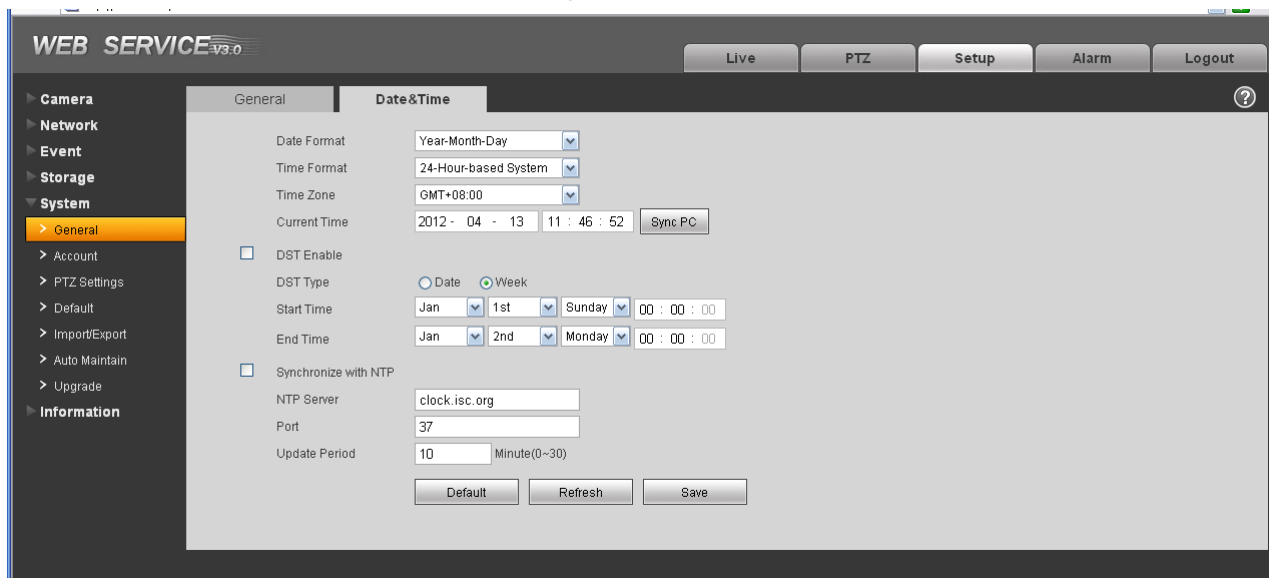 WEB SERVICE V3.0
Live PTZ Setup Alarm Logout
Camera
Network
Event
Storage
System
> General
> Account
> PTZ Settings
> Default
> Import/Export
> Auto Maintain
> Upgrade
Information
General Date&Time ?
Date Format Year-Month-Day
Time Format 24-Hour-based System
Time Zone GMT+08:00
Current Time 2012 - 04 - 13 11 : 46 : 52 Sync PC
DST Enable
DST Type Date Week
Start Time Jan 1st Sunday 00 : 00 : 00
End Time Jan 2nd Monday 00 : 00 : 00
Synchronize with NTP
NTP Server clock.isc.org
Port 37
Update Period 10 Minute(0~30)
Default Refresh Save